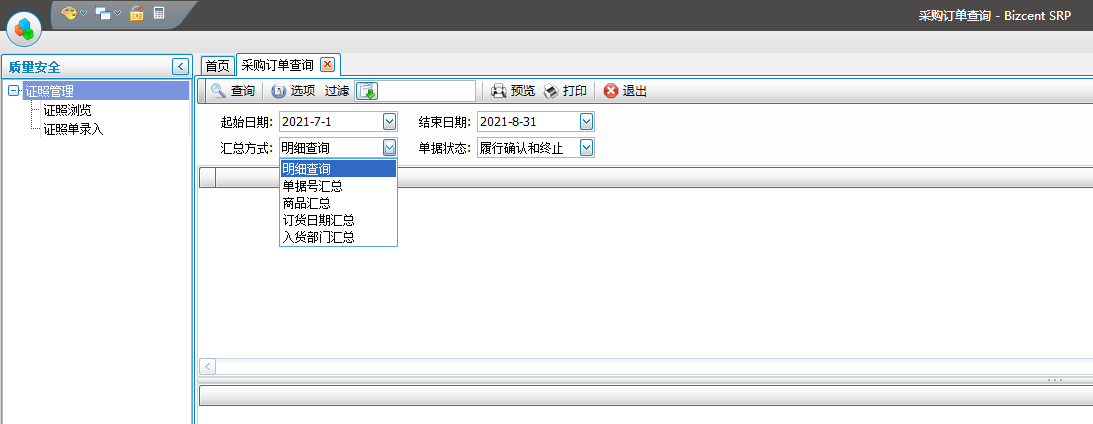 采购订单查询 - Bizcent SRP
质量安全
首页 采购订单查询
证照管理
查询 选项 过滤 预览 打印 退出
证照浏览
起始日期: 2021-7-1 结束日期: 2021-8-31
证照单录入
汇总方式: 明细查询 单据状态: 履行确认和终止
明细查询
单据号汇总
商品汇总
订货日期汇总
入货部门汇总